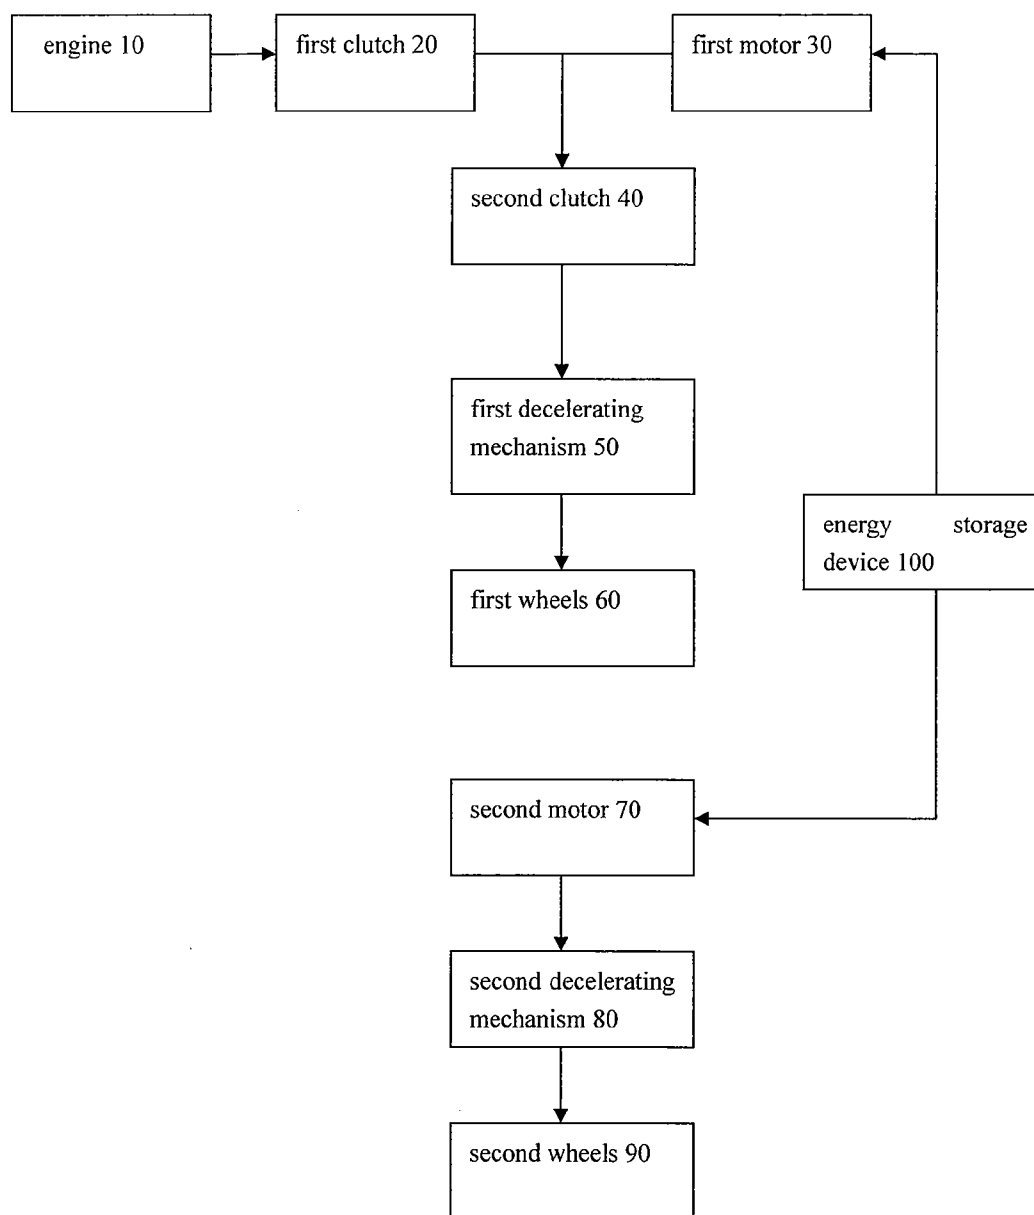 engine 10
first clutch 20
first motor 30
second clutch 40
first decelerating
mechanism 50
energy storage
device 100
first wheels 60
second motor 70
second decelerating
mechanism 80
second wheels 90